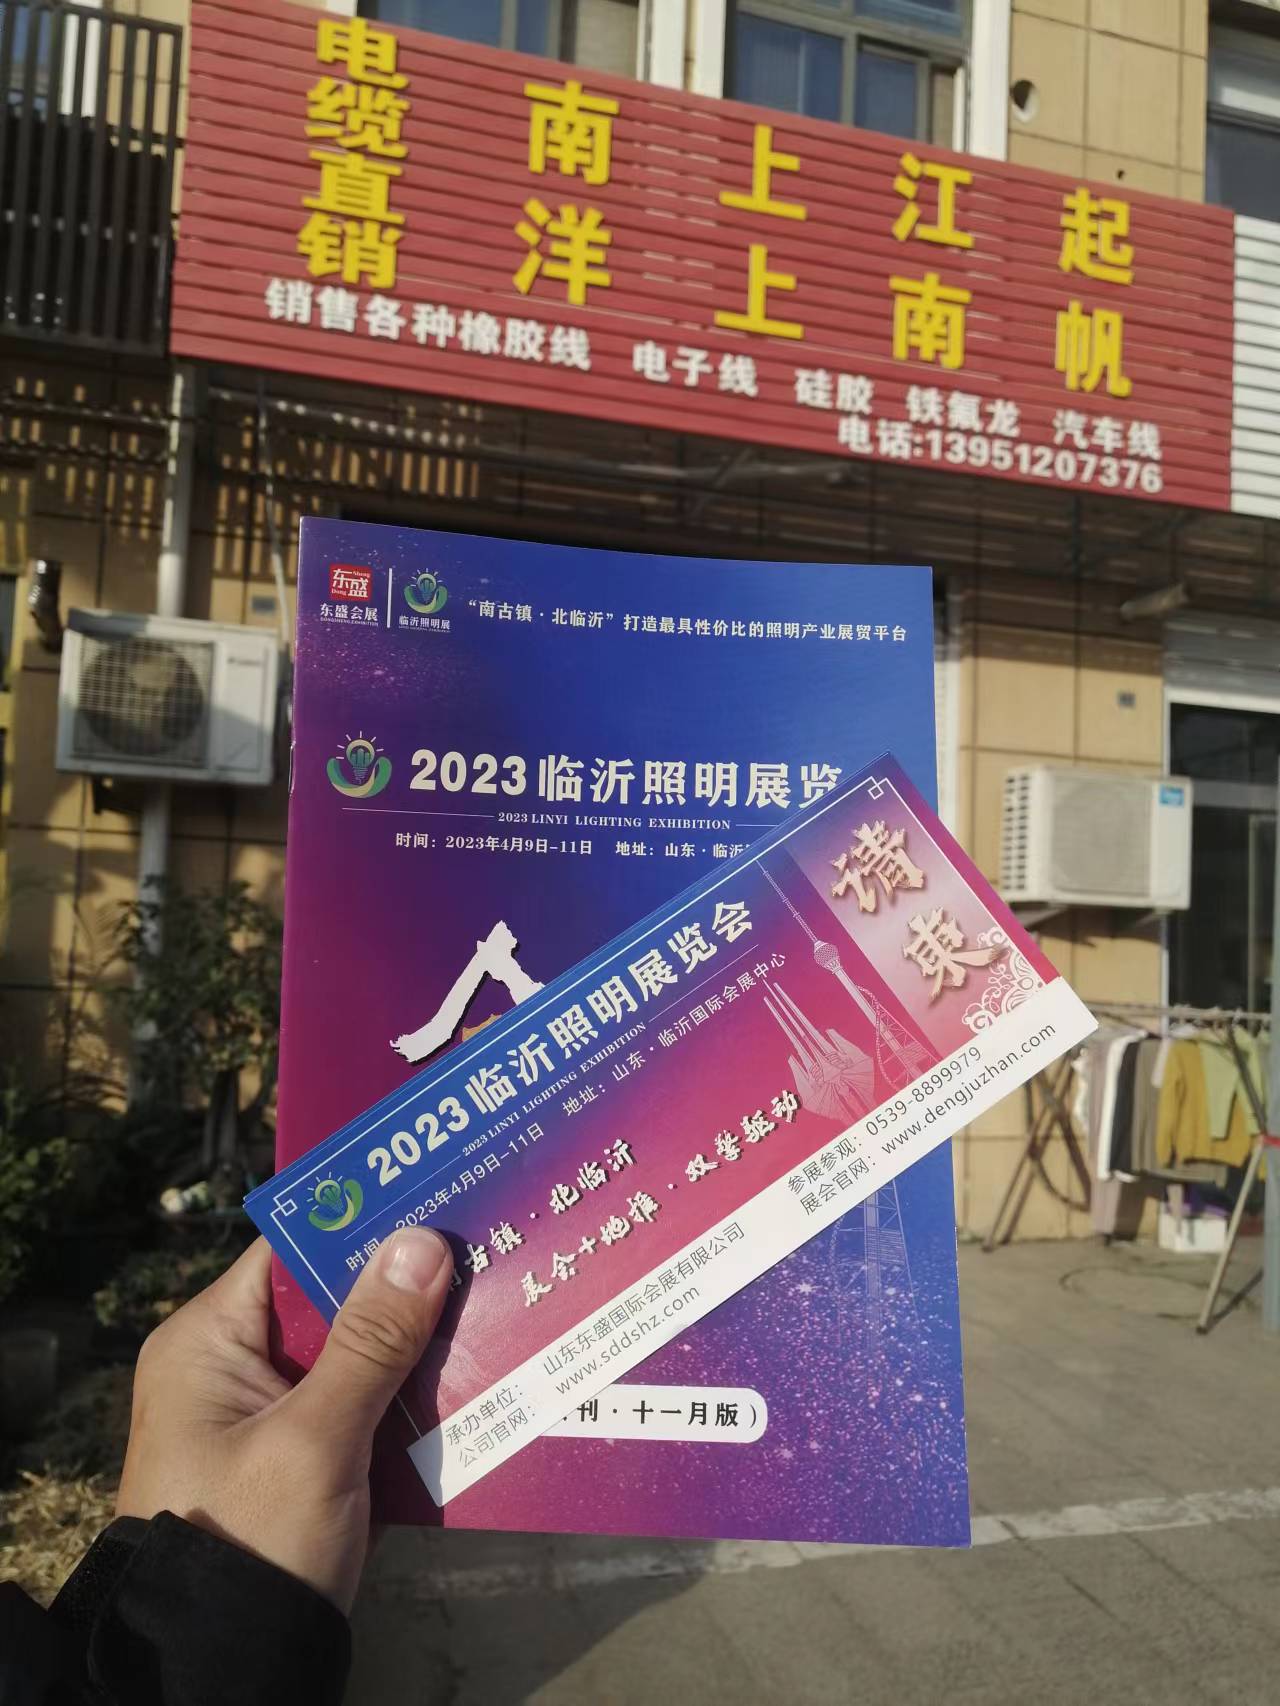 电缆直销
南上江起
洋上南帆
销售各种橡胶线 电子线 硅胶 铁氟龙 汽车线
电话:13951207376
东盛
Sheng
Dong
东盛会展
DONGSHENG EXHIBITION
临沂照明展
“南古镇·北临沂”打造最具性价比的照明产业展贸平台
2023临沂照明展览
2023 LINYI LIGHTING EXHIBITION
时间：2023年4月9日-11日 地址：山东·临沂
请柬
2023临沂照明展览会
2023 LINYI LIGHTING EXHIBITION
时间 2023年4月9日-11日 地址：山东·临沂国际会展中心
古镇·北临沂
展会+地推·双擎驱动
承办单位： 山东东盛国际会展有限公司 参展参观：0539-8899979
公司官网：www.sddshz.com 展会官网：www.dengjuzhan.com
刊·十一月版）